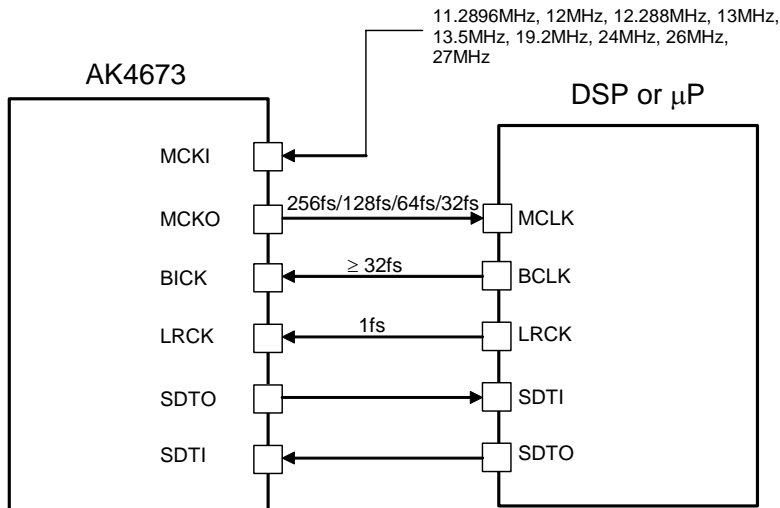 11.2896MHz, 12MHz, 12.288MHz, 13MHz,
13.5MHz, 19.2MHz, 24MHz, 26MHz,
27MHz
AK4673
DSP or μP
MCKI
MCKO
256fs/128fs/64fs/32fs
MCLK
BICK
≥ 32fs
BCLK
LRCK
1fs
LRCK
SDTO
SDTI
SDTI
SDTO